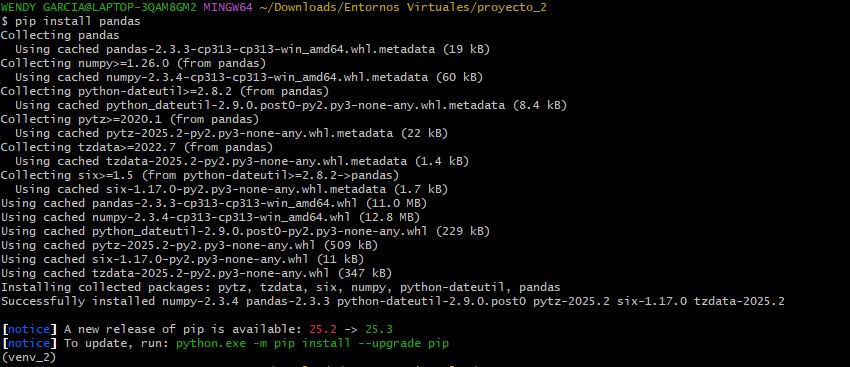 WENDY GARCIA@LAPTOP-3QAM8GM2 MINGW64 ~/Downloads/Entornos Virtuales/proyecto_2
$ pip install pandas
Collecting pandas
  Using cached pandas-2.3.3-cp313-cp313-win_amd64.whl.metadata (19 kB)
Collecting numpy>=1.26.0 (from pandas)
  Using cached numpy-2.3.4-cp313-cp313-win_amd64.whl.metadata (60 kB)
Collecting python-dateutil>=2.8.2 (from pandas)
  Using cached python_dateutil-2.9.0.post0-py2.py3-none-any.whl.metadata (8.4 kB)
Collecting pytz>=2020.1 (from pandas)
  Using cached pytz-2025.2-py2.py3-none-any.whl.metadata (22 kB)
Collecting tzdata>=2022.7 (from pandas)
  Using cached tzdata-2025.2-py2.py3-none-any.whl.metadata (1.4 kB)
Collecting six>=1.5 (from python-dateutil>=2.8.2->pandas)
  Using cached six-1.17.0-py2.py3-none-any.whl.metadata (1.7 kB)
Using cached pandas-2.3.3-cp313-cp313-win_amd64.whl (11.0 MB)
Using cached numpy-2.3.4-cp313-cp313-win_amd64.whl (12.8 MB)
Using cached python_dateutil-2.9.0.post0-py2.py3-none-any.whl (229 kB)
Using cached pytz-2025.2-py2.py3-none-any.whl (509 kB)
Using cached six-1.17.0-py2.py3-none-any.whl (11 kB)
Using cached tzdata-2025.2-py2.py3-none-any.whl (347 kB)
Installing collected packages: pytz, tzdata, six, numpy, python-dateutil, pandas
Successfully installed numpy-2.3.4 pandas-2.3.3 python-dateutil-2.9.0.post0 pytz-2025.2 six-1.17.0 tzdata-2025.2

[notice] A new release of pip is available: 25.2 -> 25.3
[notice] To update, run: python.exe -m pip install --upgrade pip
(venv_2)